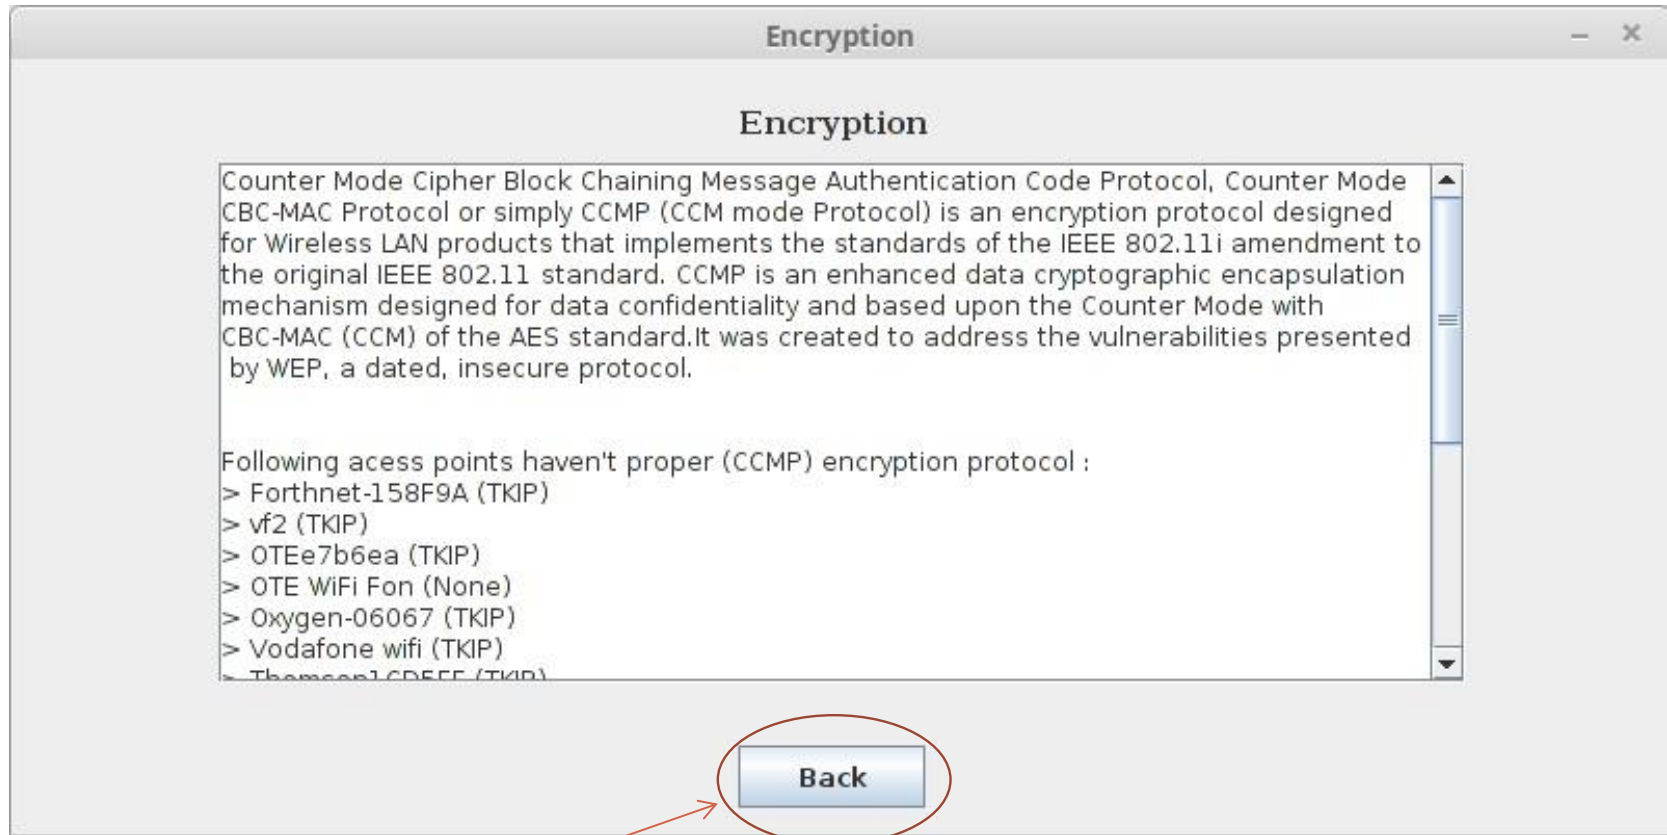 Encryption
Encryption
Counter Mode Cipher Block Chaining Message Authentication Code Protocol, Counter Mode
CBC-MAC Protocol or simply CCMP (CCM mode Protocol) is an encryption protocol designed
for Wireless LAN products that implements the standards of the IEEE 802.11i amendment to
the original IEEE 802.11 standard. CCMP is an enhanced data cryptographic encapsulation
mechanism designed for data confidentiality and based upon the Counter Mode with
CBC-MAC (CCM) of the AES standard.It was created to address the vulnerabilities presented
by WEP, a dated, insecure protocol.
Following acess points haven't proper (CCMP) encryption protocol :
> Forthnet-158F9A (TKIP)
> vf2 (TKIP)
> OTEe7b6ea (TKIP)
> OTE WiFi Fon (None)
> Oxygen-06067 (TKIP)
> Vodafone wifi (TKIP)
> (TKIP)
Back